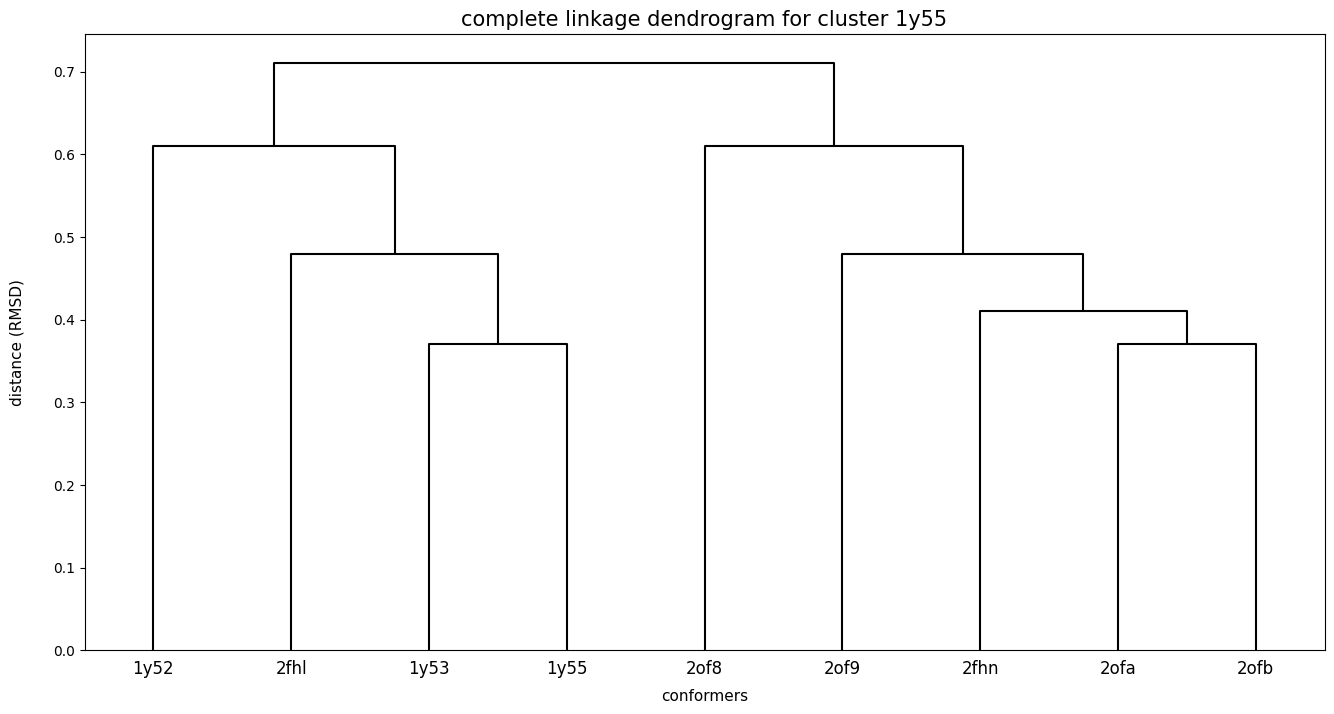 complete linkage dendrogram for cluster 1y55
0.7
0.6
0.5
0.4
0.3
0.2
0.1
0.0
distance (RMSD)
1y52 2fhl 1y53 1y55 2of8 2of9 2fhn 2ofa 2ofb
conformers